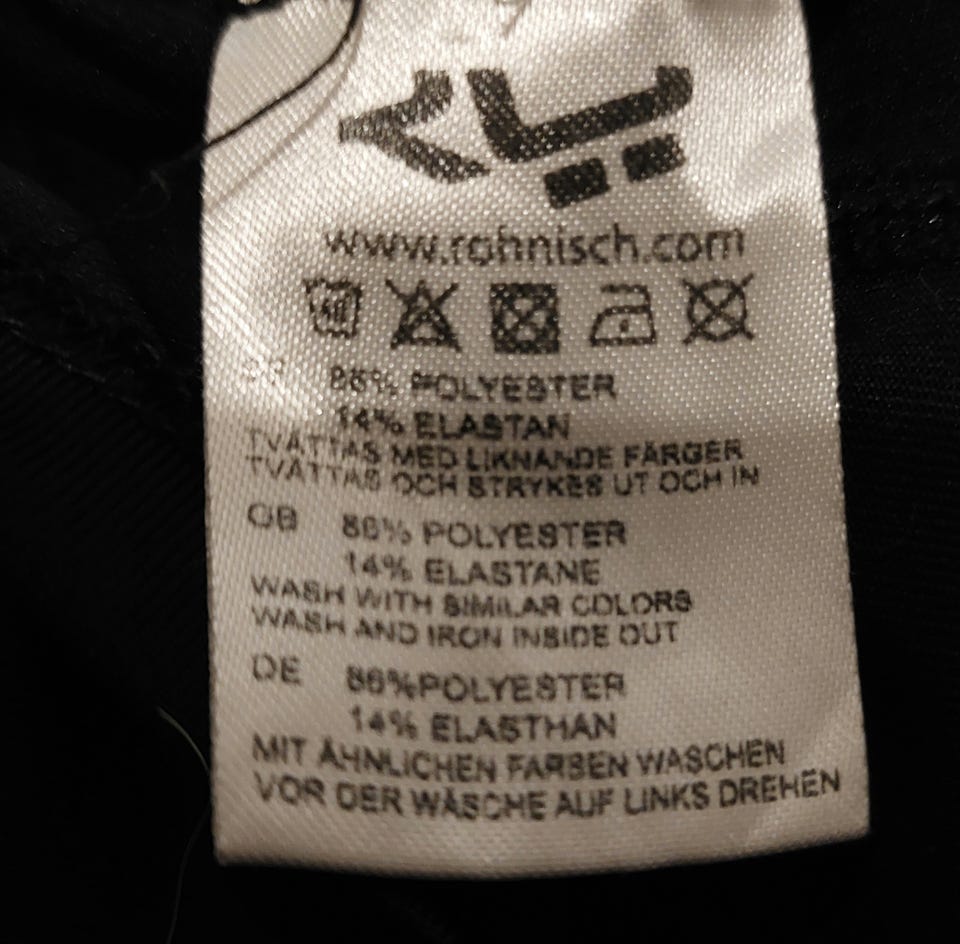 www.rohnisch.com
86% POLYESTER
14% ELASTAN
TVÄTTAS MED LIKNANDE FÄRGER
TVÄTTAS OCH STRYKES UT OCH IN
GB 86% POLYESTER
14% ELASTANE
WASH WITH SIMILAR COLORS
WASH AND IRON INSIDE OUT
DE 86%POLYESTER
14% ELASTHAN
MIT ÄHNLICHEN FARBEN WASCHEN
VOR DER WÄSCHE AUF LINKS DREHEN